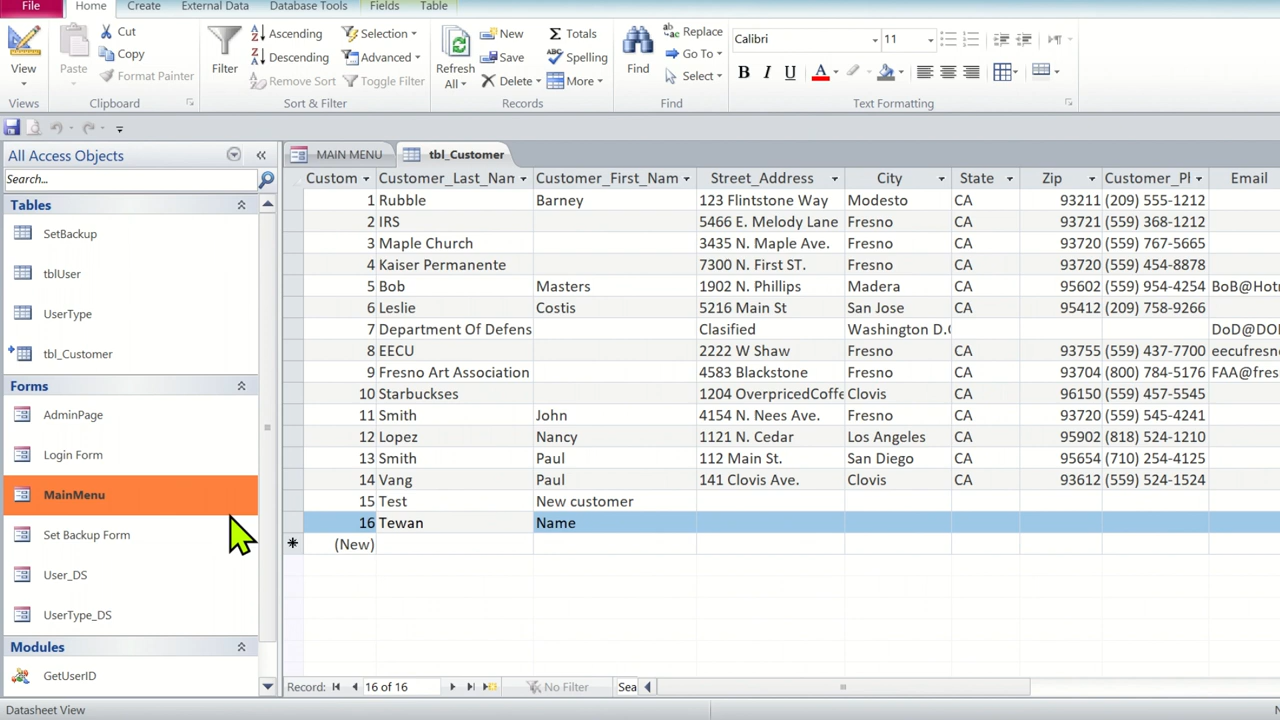 File Home Create External Data Database Tools Fields Table
View
Views
Paste
Cut
Copy
Format Painter
Clipboard
Filter
Ascending
Descending
Remove Sort
Selection
Advanced
Toggle Filter
Sort & Filter
Refresh
All
New
Save
Delete
Totals
Spelling
More
Records
Find
Replace
Go To
Select
Find
Calibri 11
B I U A
Text Formatting
All Access Objects «
Search...
Tables
SetBackup
tblUser
UserType
tbl_Customer
Forms
AdminPage
Login Form
MainMenu
Set Backup Form
User_DS
UserType_DS
Modules
GetUserID
MAIN MENU tbl_Customer
Custom Customer_Last_Nan Customer_First_Nam Street_Address City State Zip Customer_Pl Email
1 Rubble Barney 123 Flintstone Way Modesto CA 93211 (209) 555-1212
2 IRS 5466 E. Melody Lane Fresno CA 93721 (559) 368-1212
3 Maple Church 3435 N. Maple Ave. Fresno CA 93720 (559) 767-5665
4 Kaiser Permanente 7300 N. First ST. Fresno CA 93720 (559) 454-8878
5 Bob Masters 1902 N. Phillips Madera CA 95602 (559) 954-4254 BoB@Hotr
6 Leslie Costis 5216 Main St San Jose CA 95412 (209) 758-9266
7 Department Of Defens Clasified Washington D.C CA DoD@DOI
8 EECU 2222 W Shaw Fresno CA 93755 (559) 437-7700 eecufresno
9 Fresno Art Association 4583 Blackstone Fresno CA 93704 (800) 784-5176 FAA@fres
10 Starbuckses 1204 OverpricedCoffe Clovis CA 96150 (559) 457-5545
11 Smith John 4154 N. Nees Ave. Fresno CA 93720 (559) 545-4241
12 Lopez Nancy 1121 N. Cedar Los Angeles CA 95902 (818) 524-1210
13 Smith Paul 112 Main St. San Diego CA 95654 (710) 254-4125
14 Vang Paul 141 Clovis Ave. Clovis CA 93612 (559) 524-1524
15 Test New customer
16 Tewan Name
(New)
Record: 16 of 16 No Filter Sea
Datasheet View N